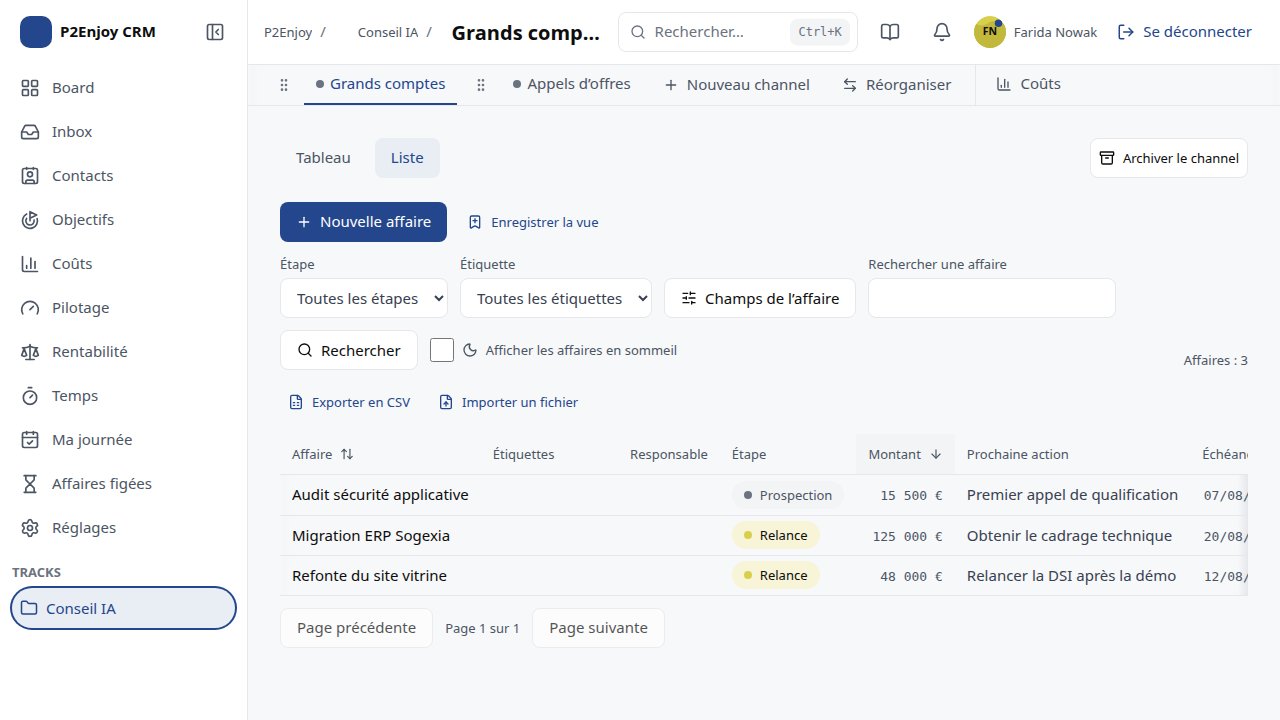 P2Enjoy CRM
P2Enjoy / Conseil IA / Grands comp...
Rechercher... Ctrl+K
FN Farida Nowak Se déconnecter
Board
Inbox
Contacts
Objectifs
Coûts
Pilotage
Rentabilité
Temps
Ma journée
Affaires figées
Réglages
TRACKS
Conseil IA
Grands comptes Appels d’offres Nouveau channel Réorganiser Coûts
Tableau Liste Archiver le channel
Nouvelle affaire Enregistrer la vue
Étape Étiquette Rechercher une affaire
Toutes les étapes Toutes les étiquettes Champs de l’affaire
Rechercher Afficher les affaires en sommeil Affaires : 3
Exporter en CSV Importer un fichier
Affaire Étiquettes Responsable Étape Montant Prochaine action
Audit sécurité applicative Prospection 15 500 € Premier appel de qualification 07/08/
Migration ERP Sogexia Relance 125 000 € Obtenir le cadrage technique 20/08/
Refonte du site vitrine Relance 48 000 € Relancer la DSI après la démo 12/08/
Page précédente Page 1 sur 1 Page suivante